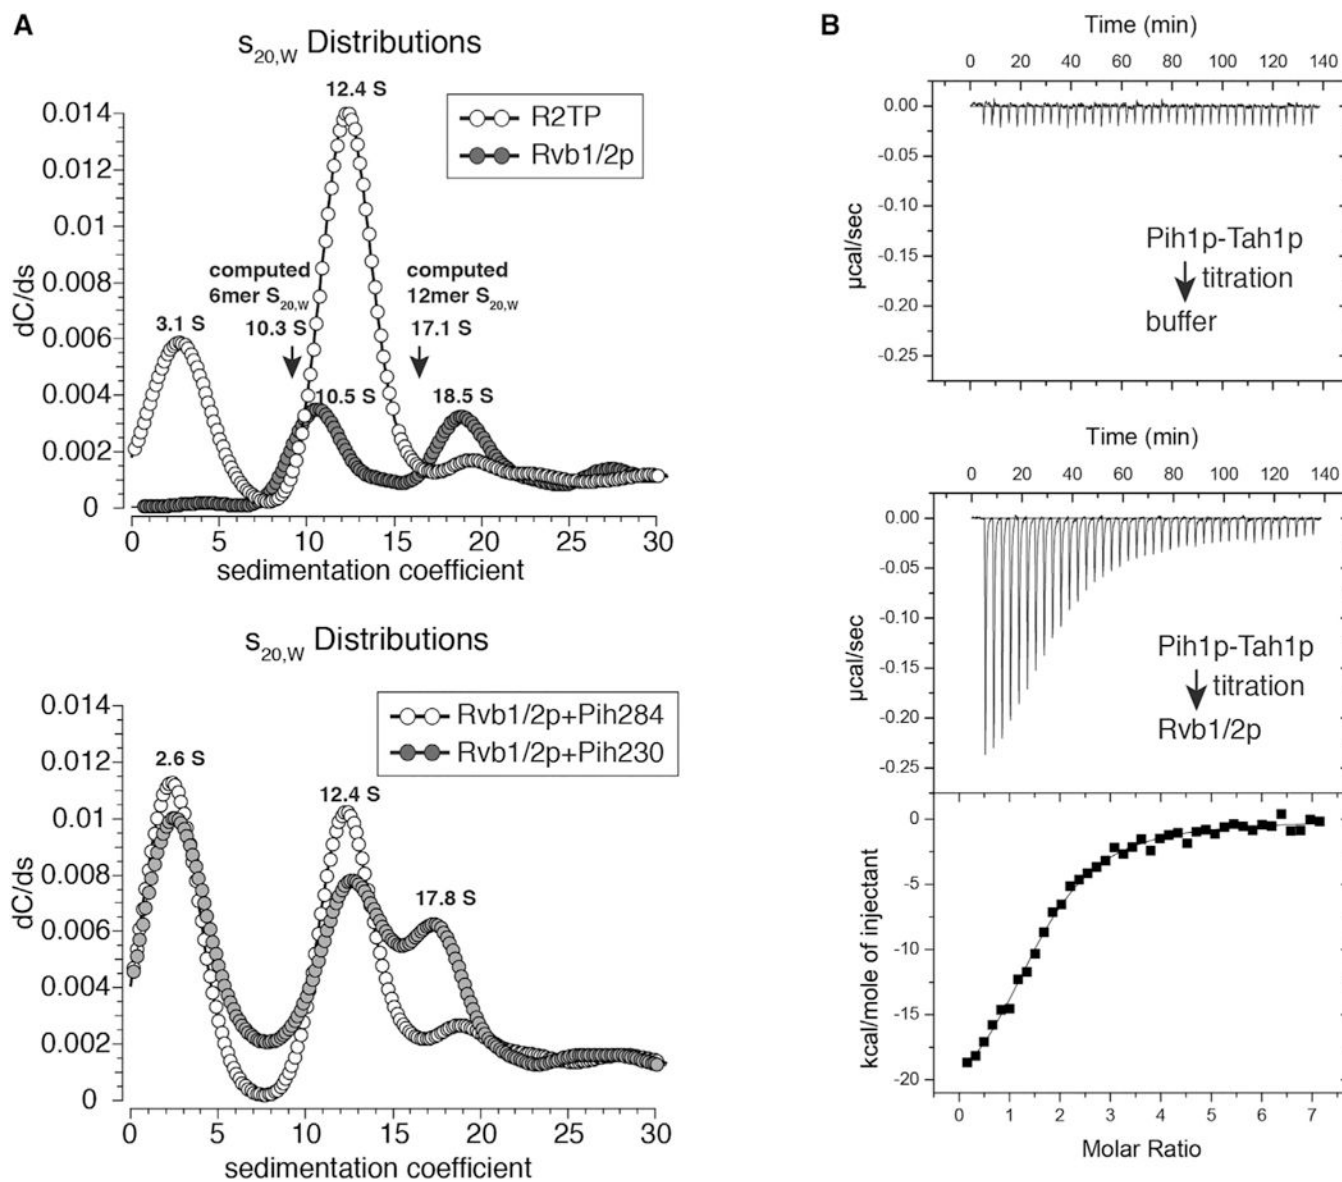 A
s20,W Distributions
12.4 S
R2TP
Rvb1/2p
0.014
0.012
0.01
0.008
0.006
0.004
0.002
0
dC/ds
computed
6mer S20,W
10.3 S
computed
12mer S20,W
17.1 S
3.1 S
10.5 S
18.5 S
0 5 10 15 20 25 30
sedimentation coefficient
s20,W Distributions
Rvb1/2p+Pih284
Rvb1/2p+Pih230
0.014
0.012
0.01
0.008
0.006
0.004
0.002
0
dC/ds
2.6 S
12.4 S
17.8 S
0 5 10 15 20 25 30
sedimentation coefficient
B
Time (min)
0 20 40 60 80 100 120 140
0.00
-0.05
-0.10
-0.15
-0.20
-0.25
µcal/sec
Pih1p-Tah1p
titration
buffer
Time (min)
0 20 40 60 80 100 120 140
0.00
-0.05
-0.10
-0.15
-0.20
-0.25
µcal/sec
Pih1p-Tah1p
titration
Rvb1/2p
0
-5
-10
-15
-20
kcal/mole of injectant
0 1 2 3 4 5 6 7
Molar Ratio